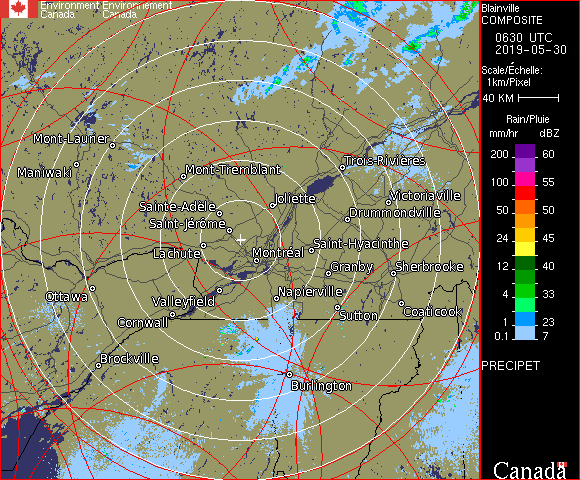 Environment Environnement
Canada Canada
Blainville
COMPOSITE
0630 UTC
2019-05-30
Scale/Échelle:
1km/Pixel
40 KM
Rain/Pluie
mm/hr dBZ
200 60
100 55
50 50
24 45
12 40
4 33
1 23
0.1 7
PRECIPET
Canada
Mont-Laurier
Maniwaki
Mont-Tremblant
Trois-Rivières
Sainte-Adèle
Joliette
Victoriaville
Saint-Jérôme
Drummondville
Lachute
Montréal
Saint-Hyacinthe
Granby
Sherbrooke
Ottawa
Valleyfield
Napierville
Cornwall
Sutton
Coaticook
Brockville
Burlington